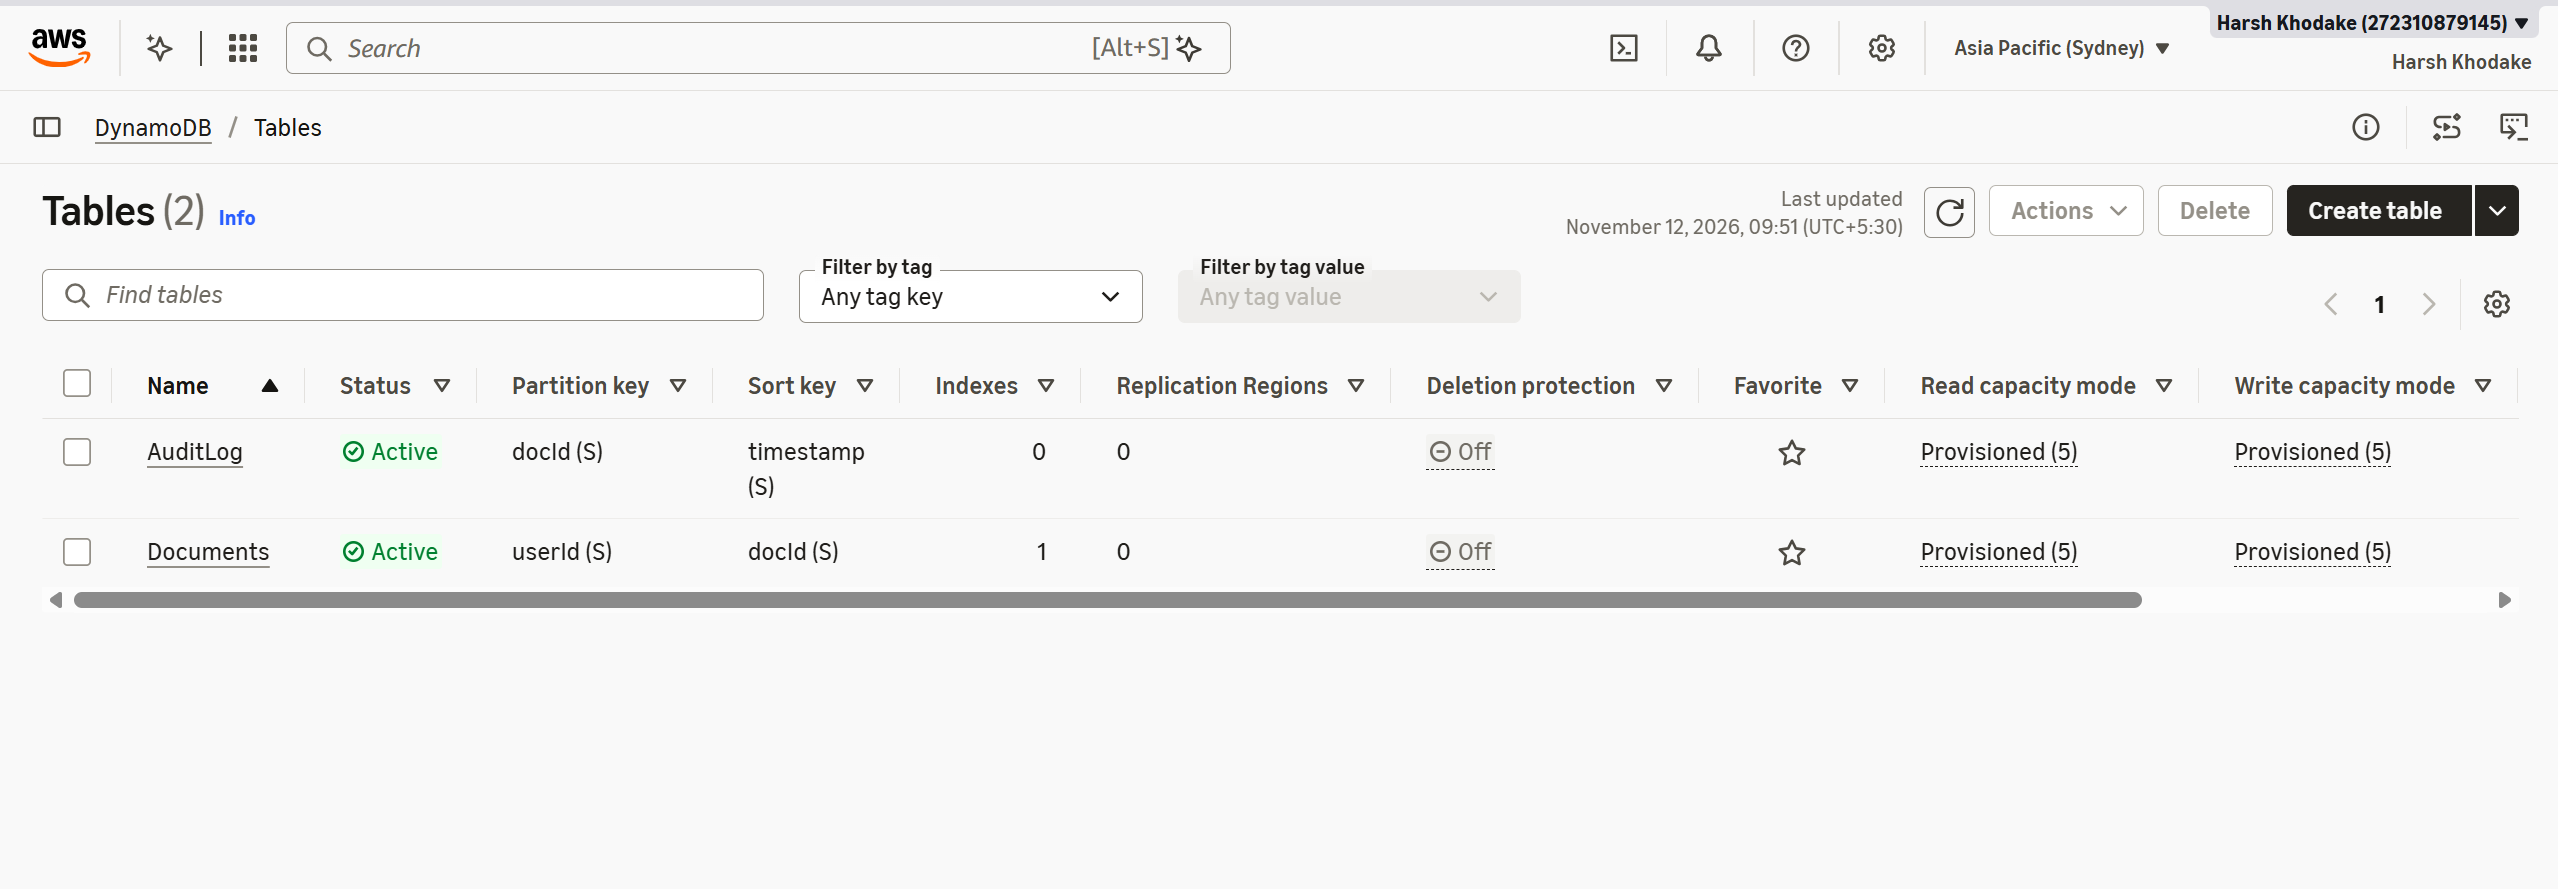 aws
Search [Alt+S]
Asia Pacific (Sydney)
Harsh Khodake (272310879145)
Harsh Khodake
DynamoDB / Tables
Tables (2) Info
Last updated
November 12, 2026, 09:51 (UTC+5:30)
Actions
Delete
Create table
Find tables
Filter by tag
Any tag key
Filter by tag value
Any tag value
1
Name Status Partition key Sort key Indexes Replication Regions Deletion protection Favorite Read capacity mode Write capacity mode
AuditLog Active docId (S) timestamp (S) 0 0 Off Provisioned (5) Provisioned (5)
Documents Active userId (S) docId (S) 1 0 Off Provisioned (5) Provisioned (5)